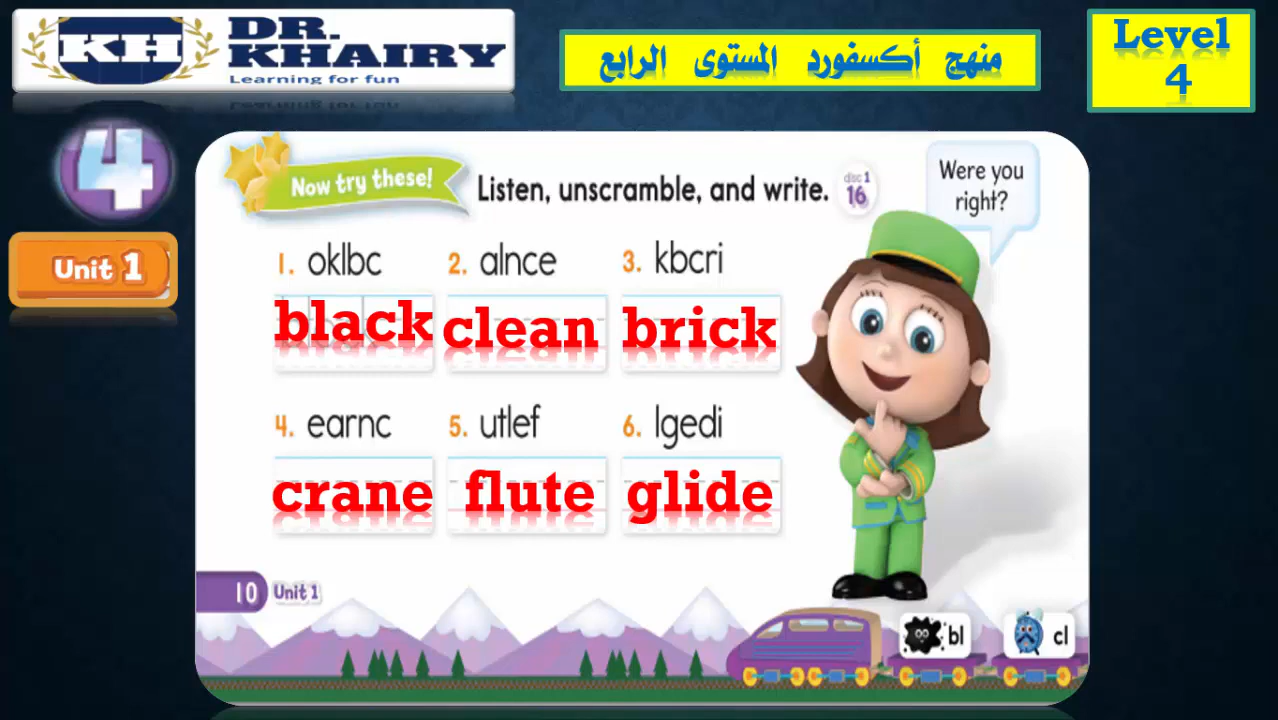 KH
DR.
KHAIRY
Learning for fun
منهج أكسفورد المستوى الرابع
Level
4
4
Unit 1
Now try these!
Listen, unscramble, and write.
disc 1
16
Were you
right?
1. oklbc
2. alnce
3. kbcri
black
clean
brick
4. earnc
5. utlef
6. lgedi
crane
flute
glide
10 Unit 1
bl
cl